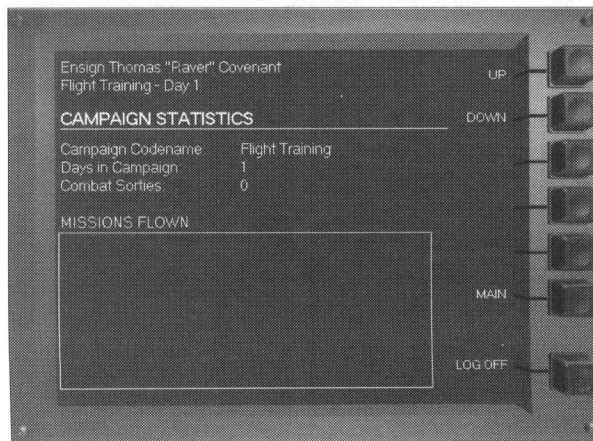 Ensign Thomas "Raver" Covenant
Flight Training - Day 1
UP
CAMPAIGN STATISTICS
DOWN
Campaign Codename: Flight Training
Days in Campaign: 1
Combat Sorties: 0
MISSIONS FLOWN
MAIN
LOG OFF